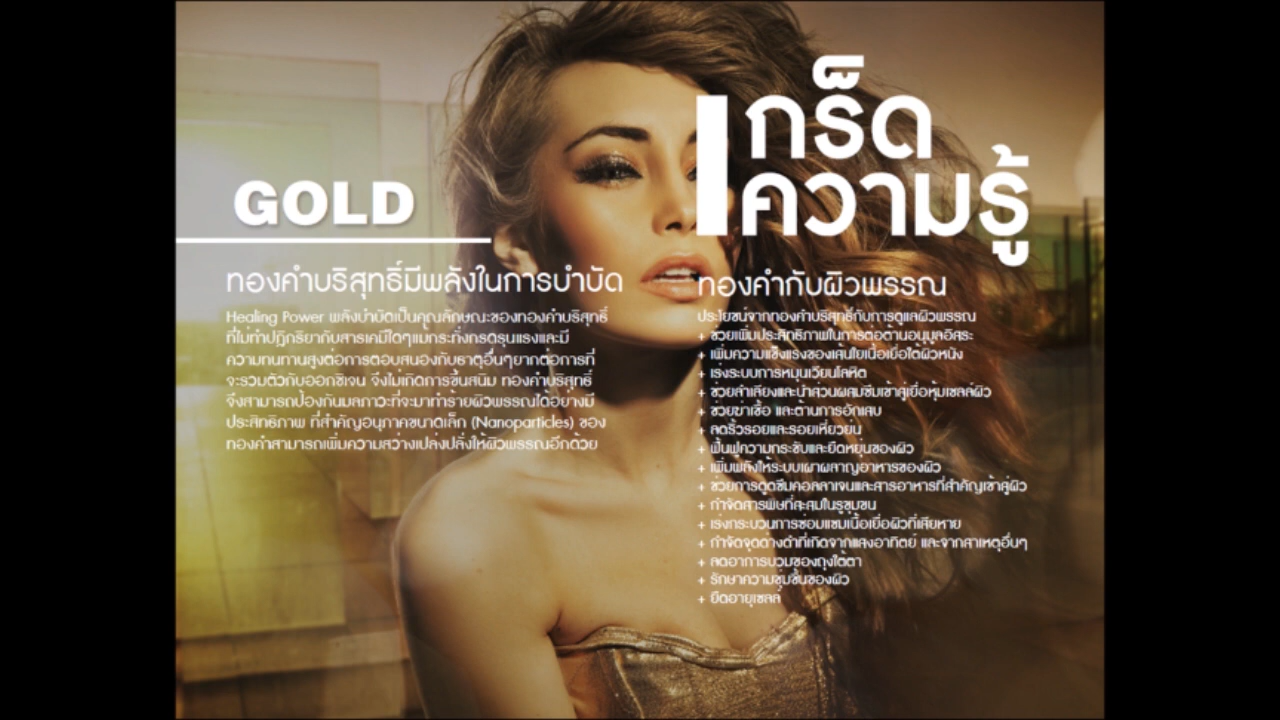 GOLD
ทองคำบริสุทธิ์มีพลังในการบำบัด
Healing Power พลังบำบัดเป็นคุณลักษณะของทองคำบริสุทธิ์
ที่ไม่ทำปฏิกริยากับสารเคมีใดๆแม้กระทั่งกรดรุนแรงและมี
ความทนทานสูงต่อการตอบสนองกับธาตุอื่นๆยากต่อการที่
จะรวมตัวกับออกซิเจน จึงไม่เกิดการขึ้นสนิม ทองคำบริสุทธิ์
จึงสามารถป้องกันมลภาวะที่จะมาทำร้ายผิวพรรณได้อย่างมี
ประสิทธิภาพ ที่สำคัญอนุภาคขนาดเล็ก (Nanoparticles) ของ
ทองคำสามารถเพิ่มความสว่างเปล่งปลั่งให้ผิวพรรณอีกด้วย
เกร็ด
ความรู้
ทองคำกับผิวพรรณ
ประโยชน์จากทองคำบริสุทธิ์กับการดูแลผิวพรรณ
+ ช่วยเพิ่มประสิทธิภาพในการต่อต้านอนุมูลอิสระ
+ เพิ่มความแข็งแรงของเส้นใยเนื้อเยื่อใต้ผิวหนัง
+ เร่งระบบการหมุนเวียนโลหิต
+ ช่วยลำเลียงและนำส่วนผสมซึมเข้าสู่เยื่อหุ้มเซลล์ผิว
+ ช่วยฆ่าเชื้อ และต้านการอักเสบ
+ ลดริ้วรอยและรอยเหี่ยวย่น
+ ฟื้นฟูความกระชับและยืดหยุ่นของผิว
+ เพิ่มพลังให้ระบบเผาผลาญอาหารของผิว
+ ช่วยการดูดซึมคอลลาเจนและสารอาหารที่สำคัญเข้าสู่ผิว
+ กำจัดสารพิษที่สะสมในรูขุมขน
+ เร่งกระบวนการซ่อมแซมเนื้อเยื่อผิวที่เสียหาย
+ กำจัดจุดด่างดำที่เกิดจากแสงอาทิตย์ และจากสาเหตุอื่นๆ
+ ลดอาการบวมของถุงใต้ตา
+ รักษาความชุ่มชื้นของผิว
+ ยืดอายุเซลล์